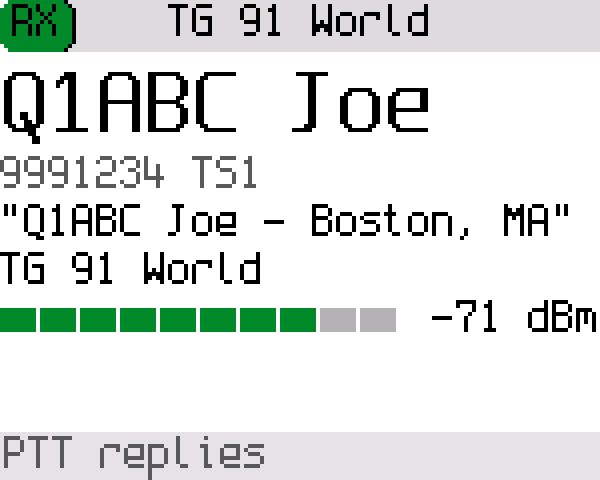 RX TG 91 World
Q1ABC Joe
9991234 TS1
"Q1ABC Joe - Boston, MA"
TG 91 World
-71 dBm
PTT replies